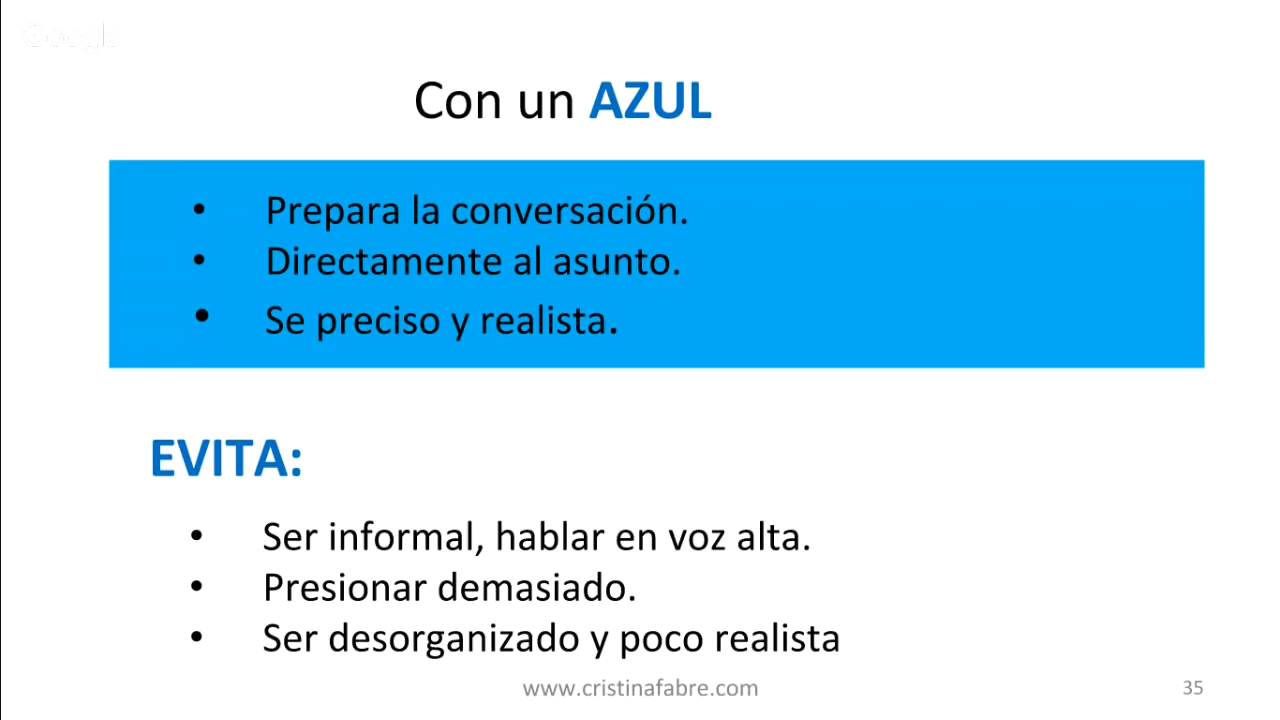 Con un AZUL
• Prepara la conversación.
• Directamente al asunto.
• Se preciso y realista.
EVITA:
• Ser informal, hablar en voz alta.
• Presionar demasiado.
• Ser desorganizado y poco realista
www.cristinafabre.com
35